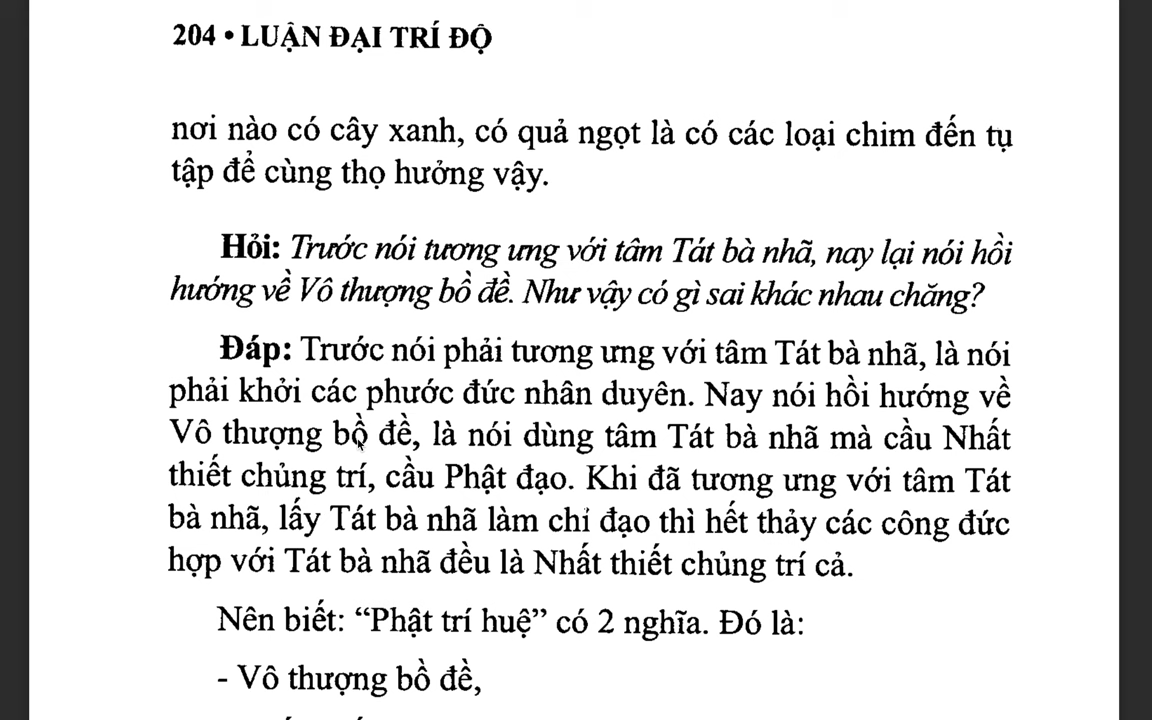 204 • LUẬN ĐẠI TRÍ ĐỘ
nơi nào có cây xanh, có quả ngọt là có các loại chim đến tụ
tập để cùng thọ hưởng vậy.
Hỏi: Trước nói tương ưng với tâm Tát bà nhã, nay lại nói hồi
hướng về Vô thượng bồ đề. Như vậy có gì sai khác nhau chăng?
Đáp: Trước nói phải tương ưng với tâm Tát bà nhã, là nói
phải khởi các phước đức nhân duyên. Nay nói hồi hướng về
Vô thượng bồ đề, là nói dùng tâm Tát bà nhã mà cầu Nhất
thiết chủng trí, cầu Phật đạo. Khi đã tương ưng với tâm Tát
bà nhã, lấy Tát bà nhã làm chỉ đạo thì hết thảy các công đức
hợp với Tát bà nhã đều là Nhất thiết chủng trí cả.
Nên biết: “Phật trí huệ” có 2 nghĩa. Đó là:
- Vô thượng bồ đề,